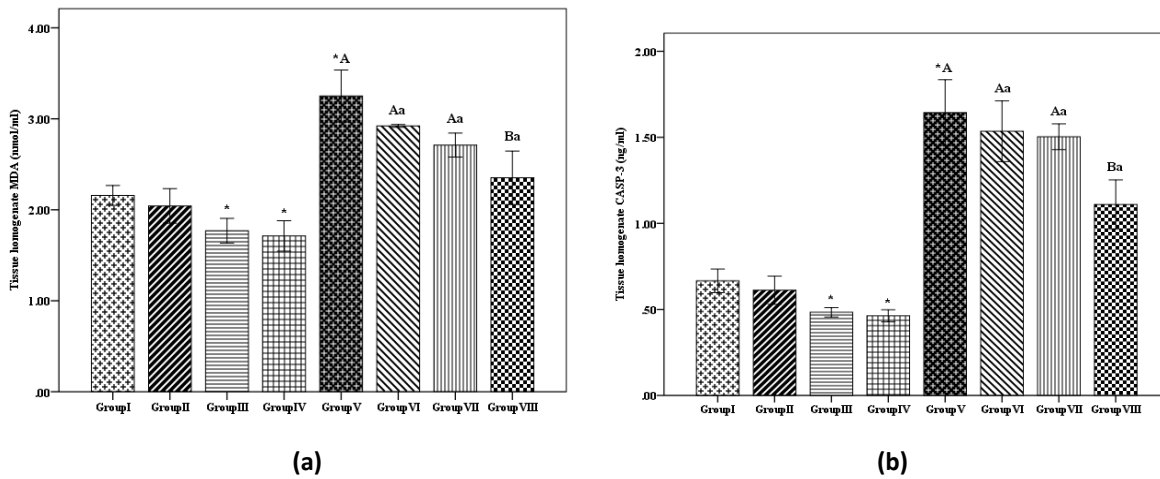 Tissue homogenate MDA (nmol/ml)
4.00
3.00
2.00
1.00
.00
*
*
*A
Aa
Aa
Ba
GroupI GroupII GroupIII GroupIV GroupV GroupVI GroupVII GroupVIII
(a)
Tissue homogenate CASP-3 (ng/ml)
2.00
1.50
1.00
.50
.00
*
*
*A
Aa
Aa
Ba
GroupI GroupII GroupIII GroupIV GroupV GroupVI GroupVII GroupVIII
(b)